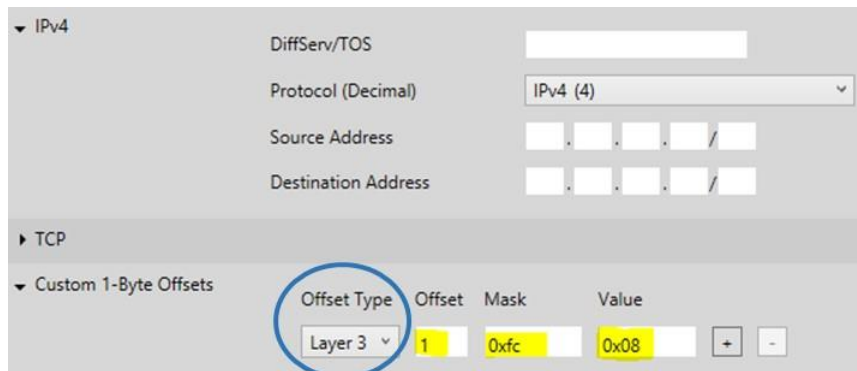 IPv4
DiffServ/TOS
Protocol (Decimal) IPv4 (4)
Source Address . . . /
Destination Address . . . /
TCP
Custom 1-Byte Offsets
Offset Type Offset Mask Value
Layer 3 1 0xfc 0x08 + -